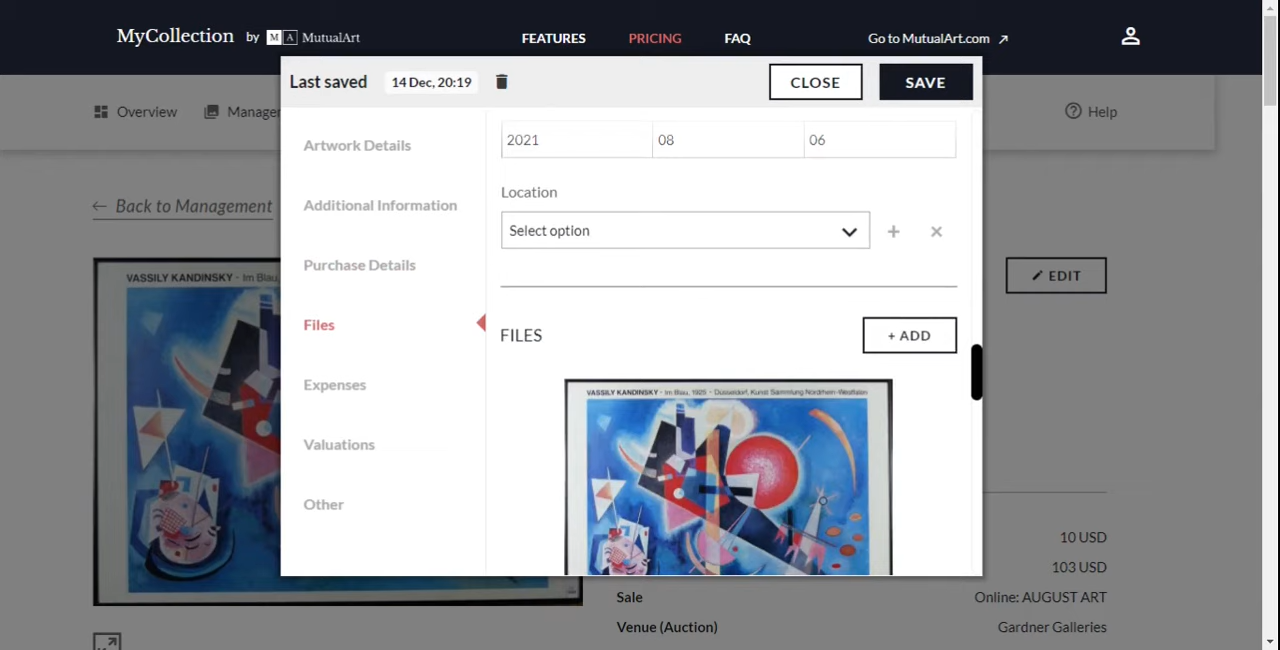 MyCollection by M A MutualArt
FEATURES
PRICING
FAQ
Go to MutualArt.com
Last saved
14 Dec, 20:19
CLOSE
SAVE
Overview
Help
Artwork Details
2021
08
06
Additional Information
Location
Back to Management
Select option
Purchase Details
EDIT
VASSILY KANDINSKY - Im Blau,
Files
FILES
+ ADD
Expenses
VASSILY KANDINSKY - Im Blau, 1925 - Düsseldorf, Kunst Sammlung Nordrhein-Westfalen
Valuations
Other
10 USD
103 USD
Sale
Online: AUGUST ART
Venue (Auction)
Gardner Galleries